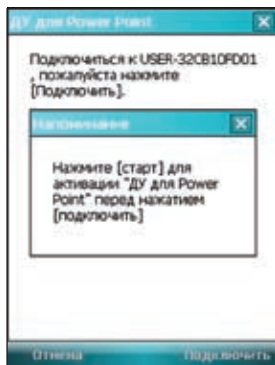 ДУ для Power Point
Подключиться к USER-32CB10FD01
, пожалуйста нажмите
[Подключить].
Напоминание
Нажмите [старт] для
активации "ДУ для Power
Point" перед нажатием
[подключить]
Отмена Подключить